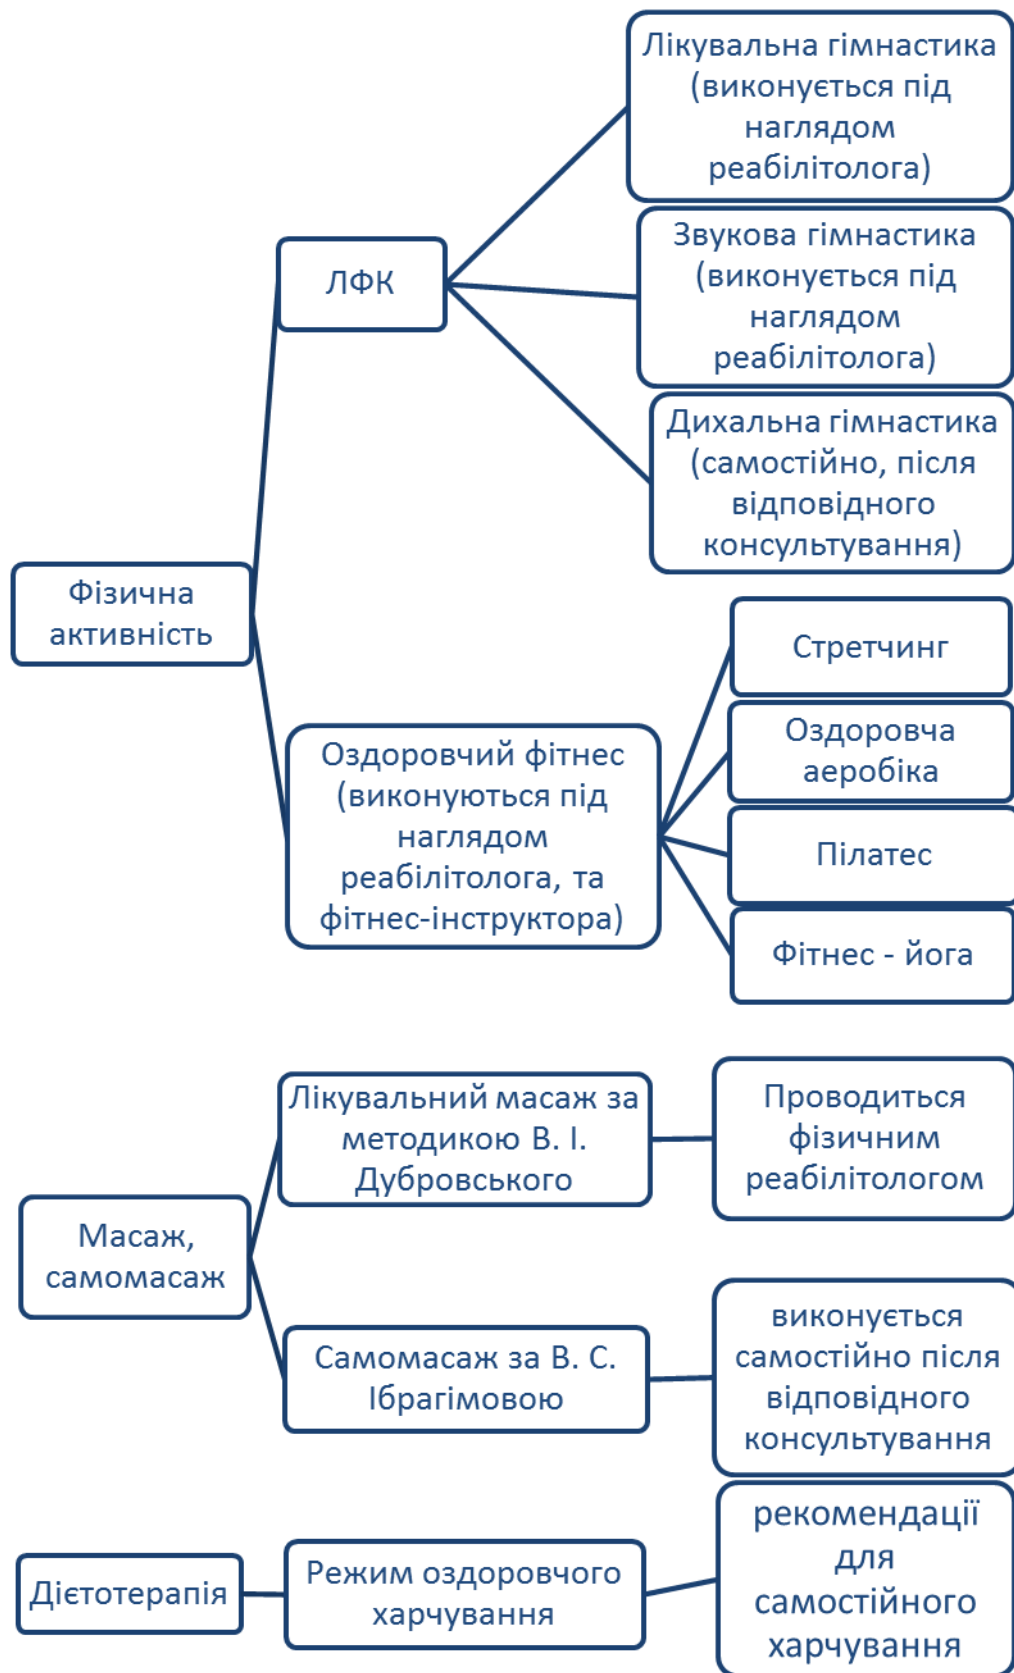 Лікувальна гімнастика
(виконується під
наглядом
реабілітолога)
ЛФК
Звукова гімнастика
(виконується під
наглядом
реабілітолога)
Дихальна гімнастика
(самостійно, після
відповідного
консультування)
Фізична
активність
Стретчинг
Оздоровчий фітнес
(виконуються під
наглядом
реабілітолога, та
фітнес-інструктора)
Оздоровча
аеробіка
Пілатес
Фітнес - йога
Лікувальний масаж за
методикою В. І.
Дубровського
Проводиться
фізичним
реабілітологом
Масаж,
самомасаж
Самомасаж за В. С.
Ібрагімовою
виконується
самостійно після
відповідного
консультування
Дієтотерапія
Режим оздоровчого
харчування
рекомендації
для
самостійного
харчування